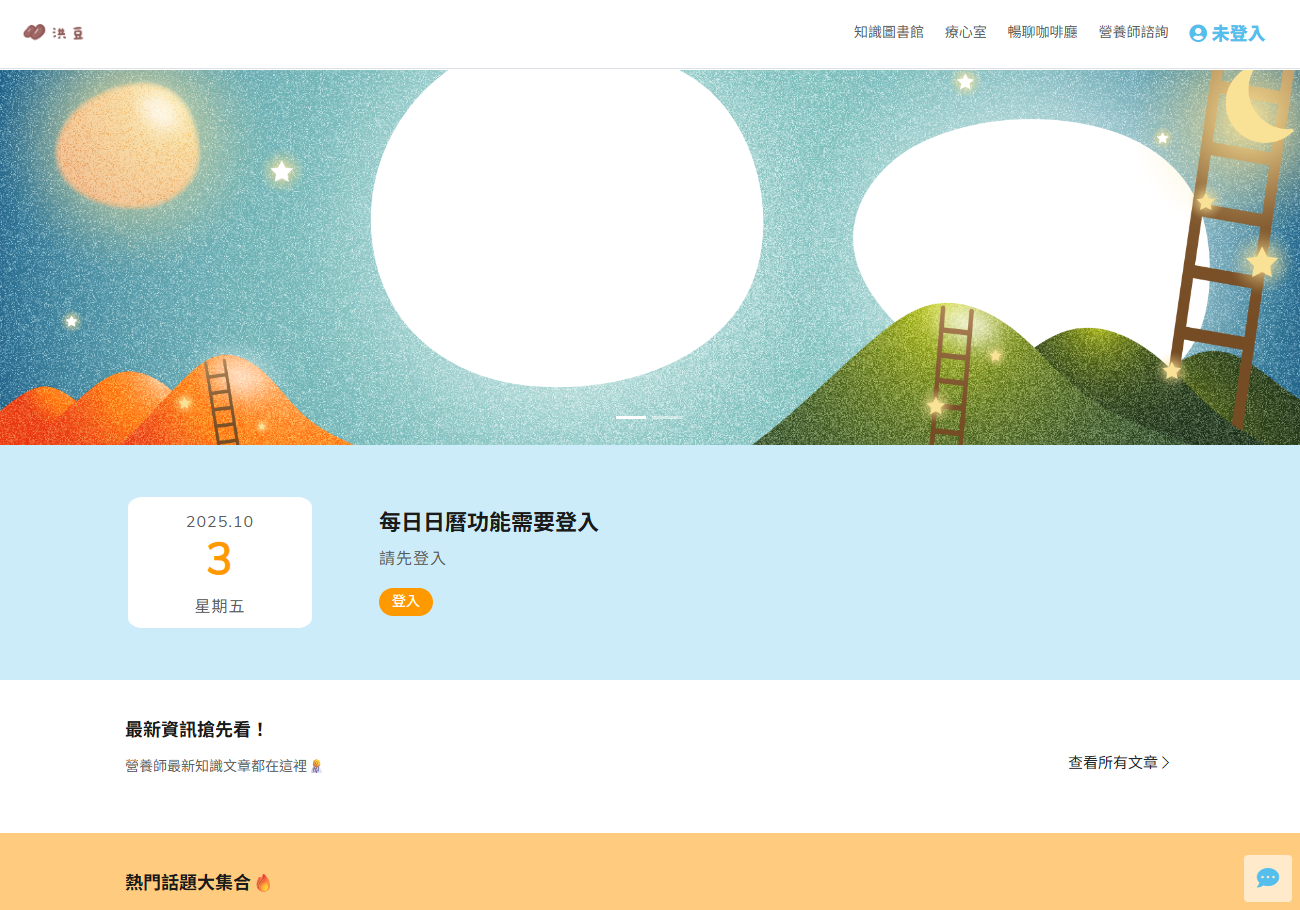 洪豆
知識圖書館 療心室 暢聊咖啡廳 營養師諮詢 未登入
2025.10
3
星期五
每日日曆功能需要登入
請先登入
登入
最新資訊搶先看！
營養師最新知識文章都在這裡
查看所有文章
熱門話題大集合